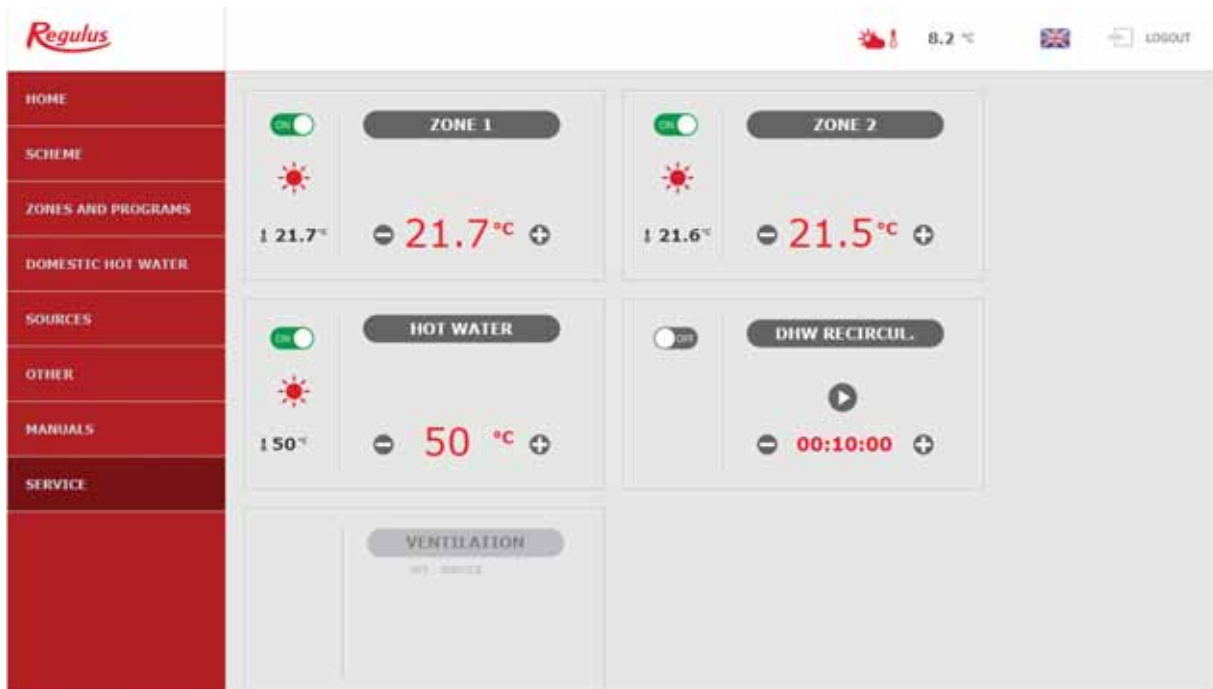 Regulus
8.2 °C
LOGOUT
HOME
SCHEME
ZONES AND PROGRAMS
DOMESTIC HOT WATER
SOURCES
OTHER
MANUALS
SERVICE
ON
ZONE 1
21.7°C
21.7°C
ON
ZONE 2
21.6°C
21.5°C
ON
HOT WATER
50°C
50 °C
OFF
DHW RECIRCUL.
00:10:00
VENTILATION